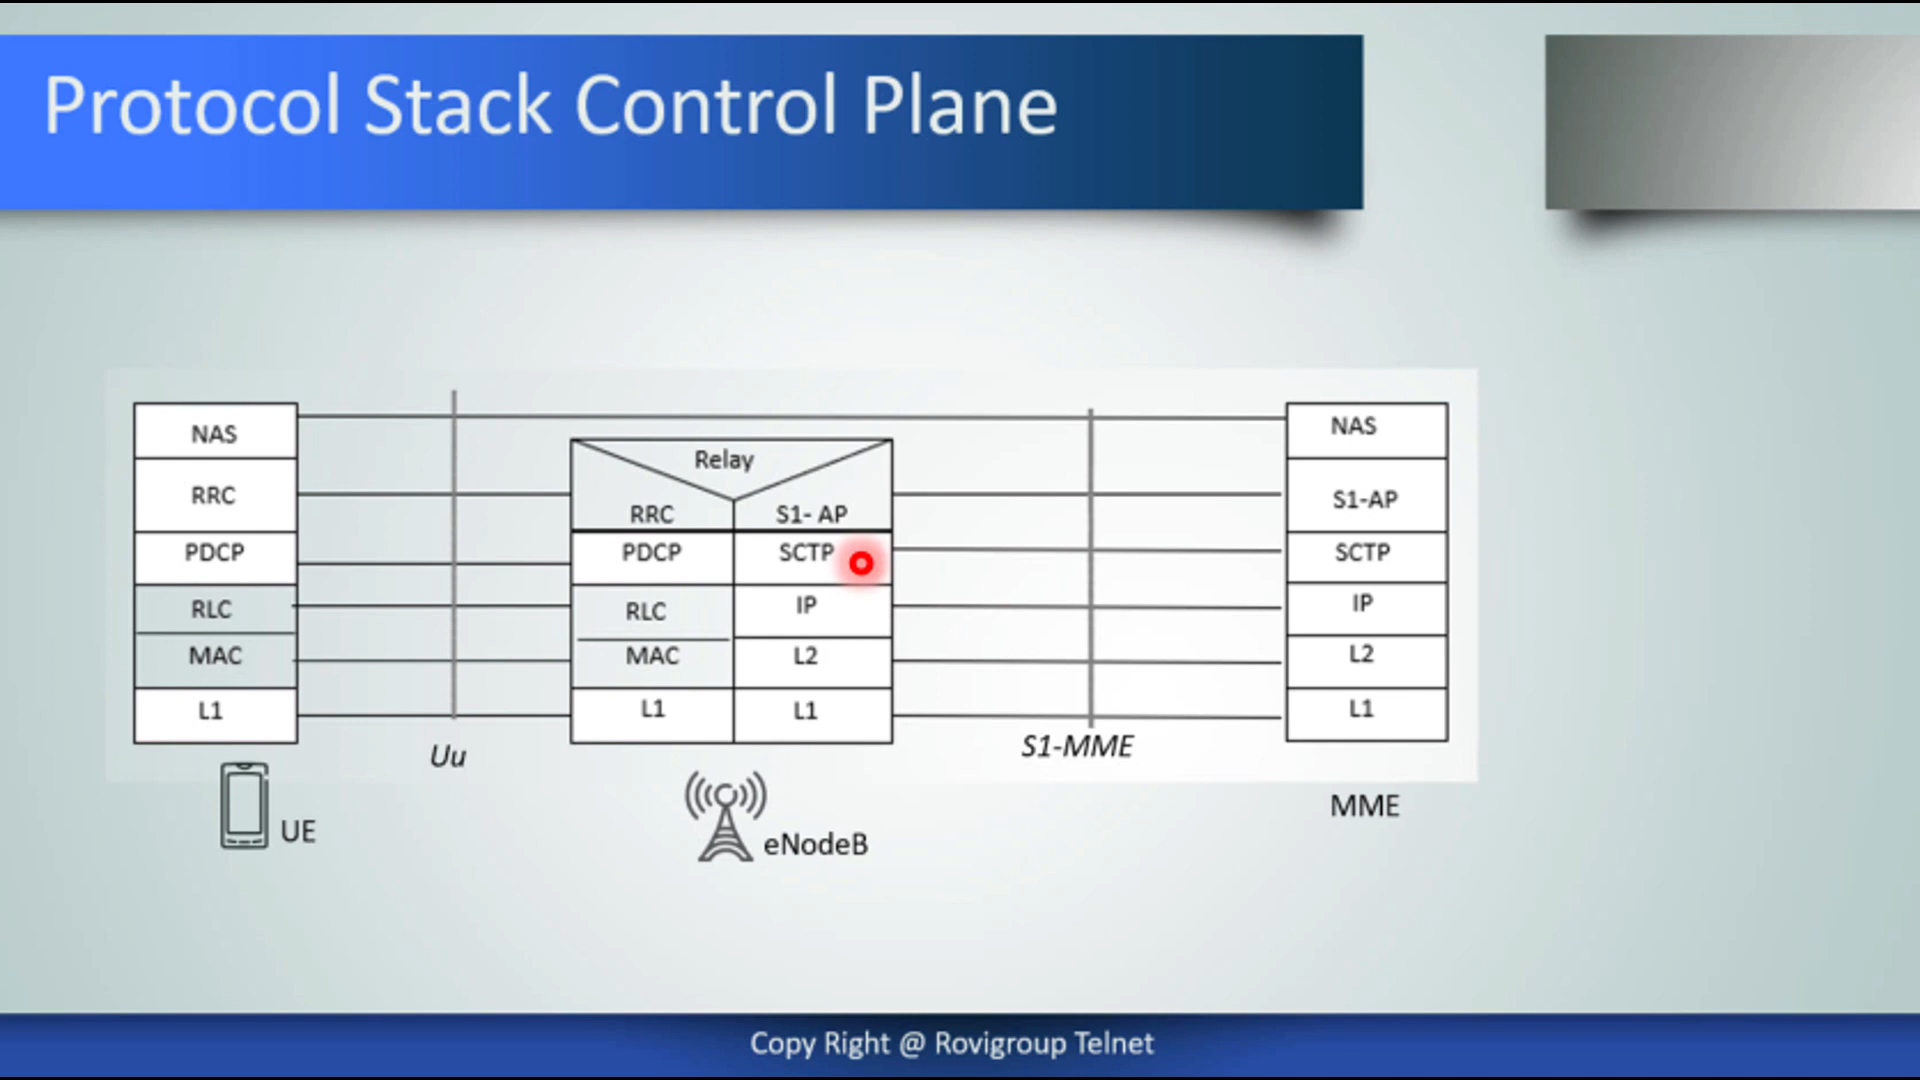 Protocol Stack Control Plane
NAS
RRC
PDCP
RLC
MAC
L1
Uu
UE
Relay
RRC
S1- AP
PDCP
SCTP
RLC
IP
MAC
L2
L1
L1
eNodeB
S1-MME
NAS
S1-AP
SCTP
IP
L2
L1
MME
Copy Right @ Rovigroup Telnet